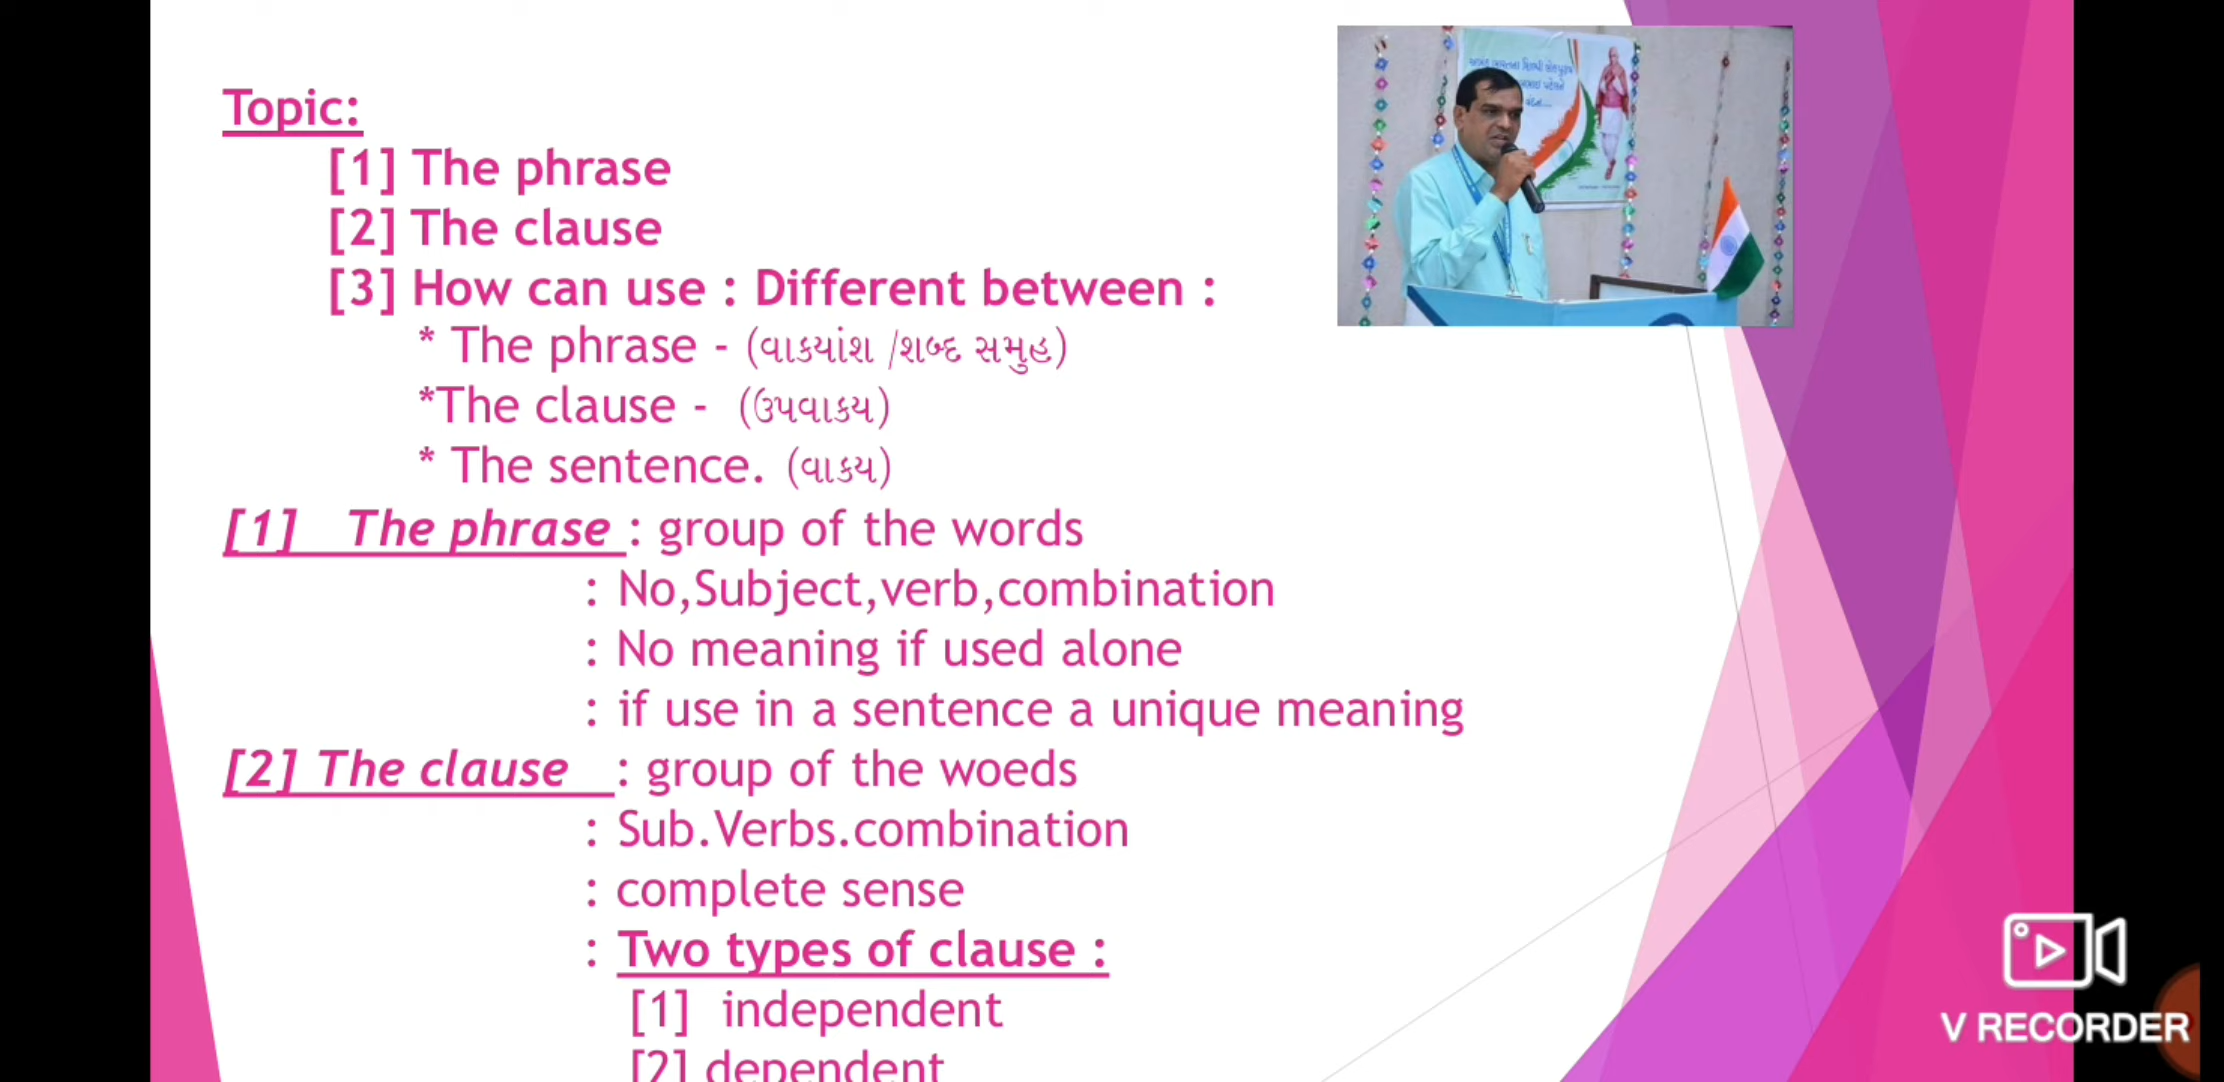 Topic:
[1] The phrase
[2] The clause
[3] How can use : Different between :
* The phrase - (વાકયાંશ /શબ્દ સમુહ)
*The clause - (ઉપવાકય)
* The sentence. (વાકય)
[1] The phrase : group of the words
: No,Subject,verb,combination
: No meaning if used alone
: if use in a sentence a unique meaning
[2] The clause : group of the woeds
: Sub.Verbs.combination
: complete sense
: Two types of clause :
[1] independent
[2] dependent
V RECORDER